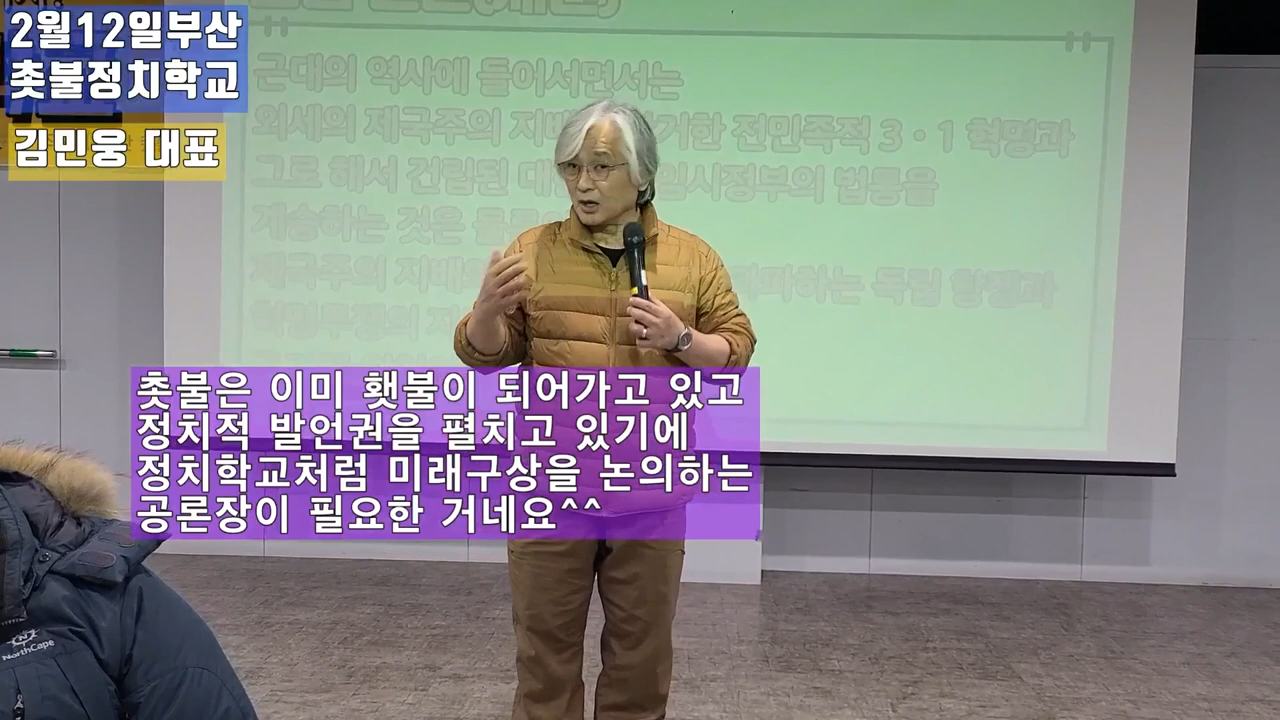 2월12일부산
촛불정치학교
김민웅 대표
근대의 역사에 들어서면서는
외세의 제국주의 지배 한 전민족적 3·1 혁명과
그로 해서 건립된 대 임시정부의 법통을
계승하는 것은
제국주의 지배 하는 독립 항쟁과
혁명투쟁의
촛불은 이미 횃불이 되어가고 있고
정치적 발언권을 펼치고 있기에
정치학교처럼 미래구상을 논의하는
공론장이 필요한 거네요^^
NorthCape